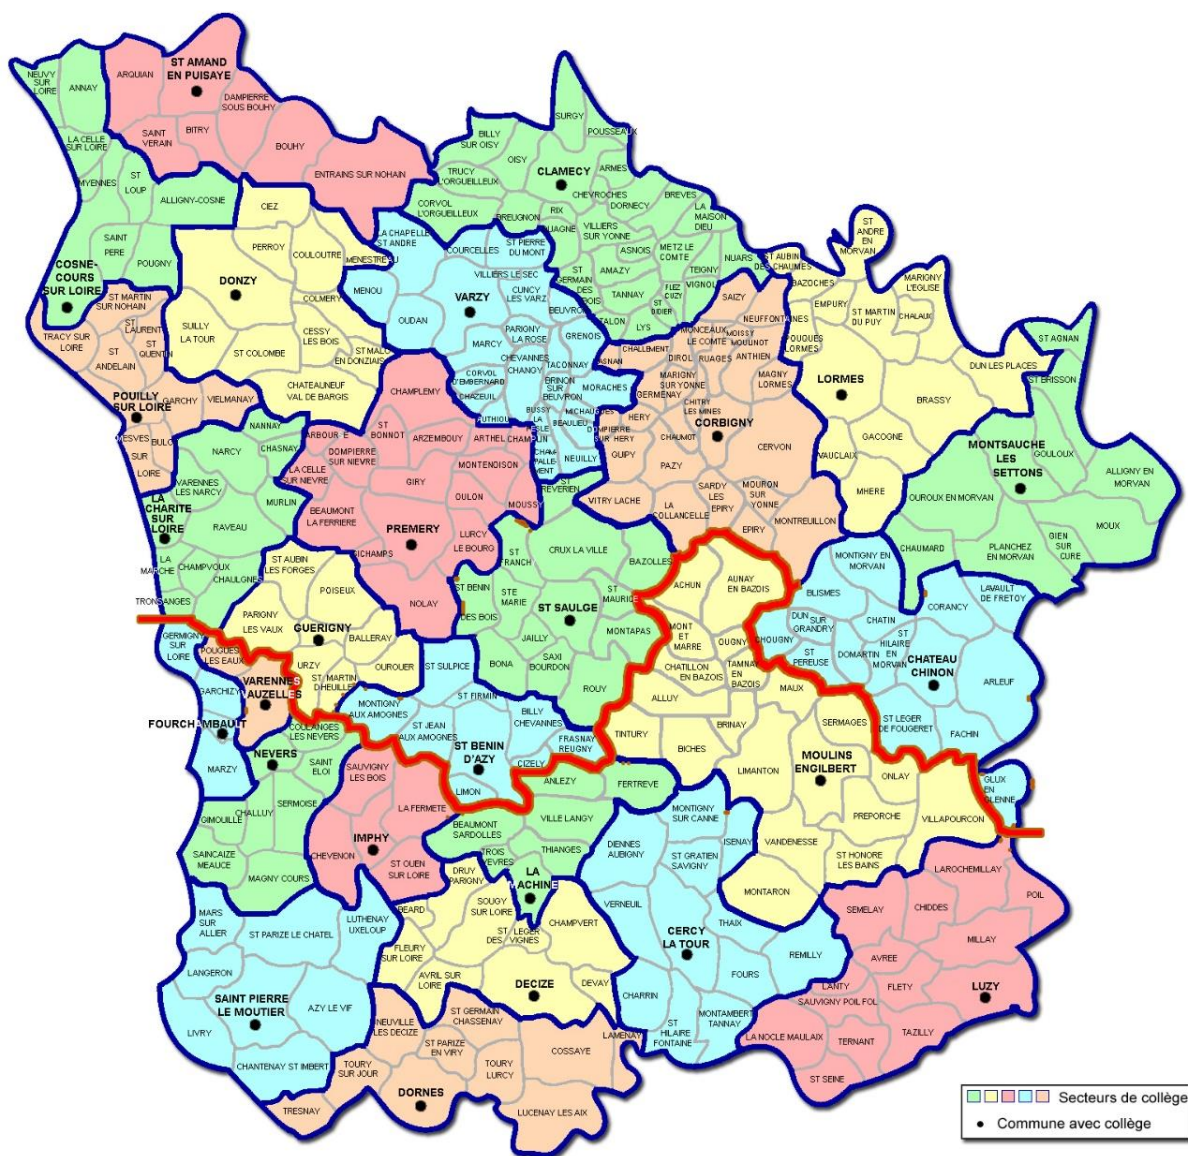 NEUVY
SUR
LOIRE
ANNAY
ARQUIAN
ST AMAND
EN PUISAYE
DAMPIERRE
SOUS BOUHY
SAINT
VERAIN
BITRY
BOUHY
ENTRAINS SUR NOHAIN
LA CELLE
SUR LOIRE
MYENNES
ST
LOUP
ALLIGNY-COSNE
SAINT
PERE
POUGNY
COSNE-
COURS
SUR LOIRE
CIEZ
PERROY
COULOUTRE
MENESTREAU
DONZY
COLMERY
SUILLY
LA TOUR
CESSY
LES BOIS
ST COLOMBE
ST MALO
EN DONZIAIS
CHATEAUNEUF
VAL DE BARGIS
ST MARTIN
SUR NOHAIN
TRACY SUR
LOIRE
ST
LAURENT
ST
QUENTIN
ST
ANDELAIN
POUILLY
SUR LOIRE
GARCHY
VIELMANAY
MESVES
SUR
LOIRE
BULC
SURGY
POUSSEAUX
BILLY
SUR OISY
OISY
CLAMECY
ARMES
TRUCY
L'ORGUEILLEUX
CHEVROCHES
DORNECY
BREVES
CORVOL
L'ORGUEILLEUX
BREUGNON
RIX
OUAGNE
VILLIERS
SUR YONNE
LA
MAISON
DIEU
ASNOIS
METZ LE
COMTE
NUARS
ST
GERMAIN
DES
BOIS
AMAZY
TEIGNY
TANNAY
FLEZ
CUZY
VIGNOL
ST
DIDIER
TALON
LYS
LA CHAPELLE
ST ANDRE
COURCELLES
ST PIERRE
DU MONT
MENOU
VILLIERS LE SEC
CUNCY
LES VARZ
VARZY
BEUVRON
OUDAN
PARIGNY
LA ROSE
GRENOIS
MARCY
CHEVANNES
CHANGY
TACONNAY
ASNAN
CORVOL
D'EMBERNARD
BRINON
SUR
BEUVRON
MORACHES
CHAZEUIL
AUTHIOU
BUSSY
LA
PESLE
MICHAUGUES
BEAULIEU
CHAM-
PALLE-
MENT
NEUILLY
ST
REVERIEN
ST
ANDRE EN
MORVAN
ST AUBIN
DES CHAUMES
BAZOCHES
MARIGNY
L'EGLISE
EMPURY
ST MARTIN
DU PUY
CHALAUX
POUQUES
LORMES
DUN LES PLACES
LORMES
BRASSY
GACOGNE
VAUCLAIX
MHERE
SAIZY
NEUFFONTAINES
CHALLEMENT
MONCEAUX
LE COMTE
MOISSY
MOULINOT
DIROL
RUAGES
ANTHIEN
MARIGNY
SUR YONNE
MAGNY
LORMES
GERMENAY
CHITRY
LES MINES
DOMPIERRE
SUR HERY
HERY
CORBIGNY
CHAUMOT
CERVON
GUIPY
PAZY
SARDY
LES
EPIRY
MOURON
SUR
YONNE
VITRY LACHE
LA
COLLANCELLE
EPIRY
MONTREUILLON
ST AGNAN
ST BRISSON
MONTSAUCHE
LES
SETTONS
GOULOUX
ALLIGNY EN
MORVAN
OUROUX EN MORVAN
MOUX
CHAUMARD
PLANCHEZ
EN MORVAN
GIEN
SUR
CURE
NANNAY
NARCY
CHASNAY
VARENNES
LES NARCY
MURLIN
LA
CHARITE
SUR
LOIRE
RAVEAU
LA
MARCHE
CHAMPVOUX
CHAULGNES
TRONSANGES
CHAMPLEMY
ARBOUR E
ST
BONNOT
ARZEMBOUY
ARTHEL
CHAMPLIN
DOMPIERRE
SUR NIEVRE
LA CELLE
SUR NIEVRE
MONTENOISON
GIRY
OULON
MOUSSY
BEAUMONT
LA FERRIERE
PREMERY
LURCY
LE BOURG
SICHAMPS
NOLAY
ST AUBIN
LES FORGES
POISEUX
PARIGNY
LES VAUX
GUERIGNY
BALLERAY
URZY
ST MARTIN
D'HEUILLE
OUROUER
ST
FRANCH
CRUX LA VILLE
BAZOLLES
ST BENIN
DES BOIS
STE
MARIE
ST
MAURICE
ST SAULGE
JAILLY
MONTAPAS
BONA
SAXI
BOURDON
ROUY
GERMIGNY
SUR
LOIRE
POUGUES
LES EAUX
VARENNES
VAUZELLES
GARCHIZY
FOURCHAMBAULT
MARZY
COULANGES
LES NEVERS
NEVERS
SAINT
ELOI
SERMOISE
CHALLUY
GIMOUILLE
SAINCAIZE
MEAUCE
MAGNY COURS
ST SULPICE
MONTIGNY
AUX AMOGNES
ST FIRMIN
ST JEAN
AUX AMOGNES
BILLY
CHEVANNES
ST BENIN
D'AZY
FRASNAY
REUGNY
CIZELY
LIMON
SAUVIGNY
LES BOIS
LA FERMETE
IMPHY
CHEVENON
ST OUEN
SUR LOIRE
ANLEZY
FERTREVE
BEAUMONT
SARDOLLES
VILLE LANGY
TROIS
VEVRES
THIANGES
LA
MACHINE
ACHUN
AUNAY
EN BAZOIS
MONT
ET
MARRE
OUGNY
CHATILLON
EN BAZOIS
TAMNAY
EN
BAZOIS
ALLUY
MAUX
TINTURY
BRINAY
SERMAGES
BICHES
LIMANTON
MOULINS
ENGILBERT
ONLAY
PREPORCHE
VILLAPOURCON
VANDENESSE
ST HONORE
LES BAINS
MONTARON
MONTIGNY EN
MORVAN
BLISMES
CORANCY
LAVAULT
DE FRETOY
CHOUGNY
DUN
SUR
GRANDRY
CHATIN
ST
HILAIRE
EN
MORVAN
DOMARTIN
ST
PEREUSE
CHATEAU
CHINON
ARLEUF
ST LEGER
DE FOUGERET
FACHIN
GLUX
EN
GLENNE
MONTIGNY
SUR CANNE
DIENNES
AUBIGNY
ISENAY
ST GRATIEN
SAVIGNY
VERNEUIL
THAIX
CERCY
LA TOUR
REMILLY
FOURS
CHARRIN
MONTAMBERT
TANNAY
ST
HILAIRE
FONTAINE
LAROCHEMILLAY
POIL
SEMELAY
CHIDDES
MILLAY
AVREE
LANTY
FLETY
LUZY
SAUVIGNY POIL FOL
LA NOCLE MAULAIX
TERNANT
TAZILLY
ST SEINE
DRUY
PARIGNY
BEARD
SOUGY
SUR LOIRE
CHAMPVERT
ST LEGER
DES VIGNES
FLEURY
SUR LOIRE
AVRIL SUR
LOIRE
DECIZE
DEVAY
MARS
SUR
ALLIER
LUTHENAY
UXELOUP
ST PARIZE LE CHATEL
LANGERON
SAINT PIERRE
LE MOUTIER
AZY LE VIF
LIVRY
CHANTENAY ST IMBERT
NEUVILLE
LES DECIZE
ST GERMAIN
CHASSENAY
LAMENAY
ST PARIZE
EN VIRY
COSSAYE
TOURY
SUR JOUR
TOURY
LURCY
DORNES
TRESNAY
LUCENAY LES AIX
Secteurs de collège
Commune avec collège